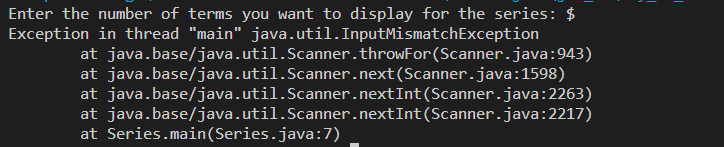 Enter the number of terms you want to display for the series: $
Exception in thread "main" java.util.InputMismatchException
at java.base/java.util.Scanner.throwFor(Scanner.java:943)
at java.base/java.util.Scanner.next(Scanner.java:1598)
at java.base/java.util.Scanner.nextInt(Scanner.java:2263)
at java.base/java.util.Scanner.nextInt(Scanner.java:2217)
at Series.main(Series.java:7)